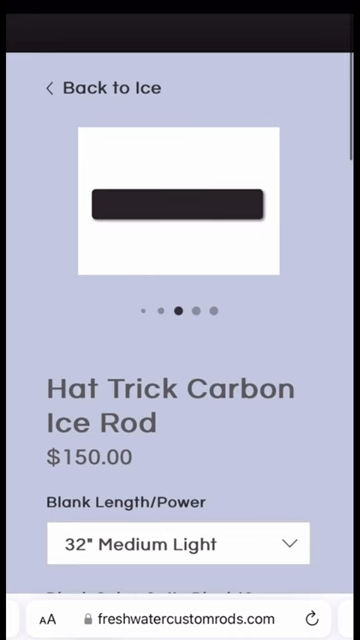 Back to Ice
Hat Trick Carbon
Ice Rod
$150.00
Blank Length/Power
32" Medium Light
AA
freshwatercustomrods.com